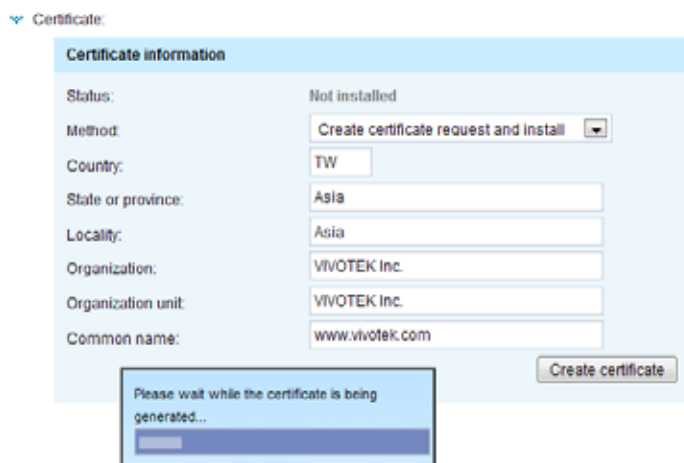 Certificate:
Certificate information
Status: Not installed
Method: Create certificate request and install
Country: TW
State or province: Asia
Locality: Asia
Organization: VIVOTEK Inc.
Organization unit: VIVOTEK Inc.
Common name: www.vivotek.com
Create certificate
Please wait while the certificate is being
generated...